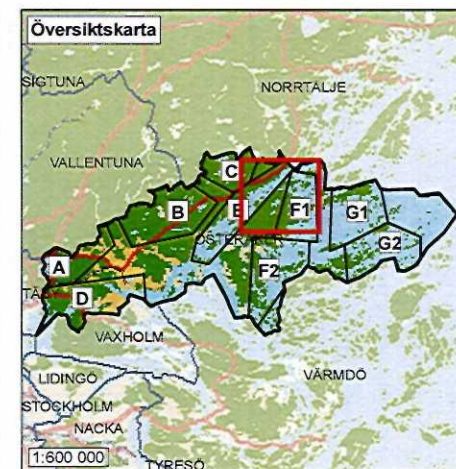 Översiktskarta
SIGTUNA
NORRTÄLJE
VALLENTUNA
C
B
E
F1
G1
G2
A
F2
D
VAXHOLM
LIDINGÖ
VÄRMDÖ
STOCKHOLM
NACKA
1:600 000
TYRESÖ